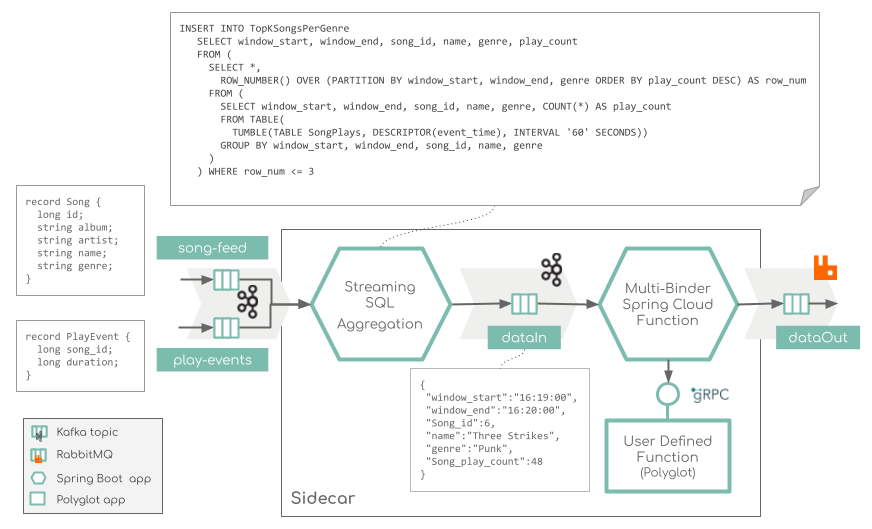 INSERT INTO TopKSongsPerGenre
SELECT window_start, window_end, song_id, name, genre, play_count
FROM (
SELECT *,
ROW_NUMBER() OVER (PARTITION BY window_start, window_end, genre ORDER BY play_count DESC) AS row_num
FROM (
SELECT window_start, window_end, song_id, name, genre, COUNT(*) AS play_count
FROM TABLE(
TUMBLE(TABLE SongPlays, DESCRIPTOR(event_time), INTERVAL '60' SECONDS))
GROUP BY window_start, window_end, song_id, name, genre
)
) WHERE row_num <= 3
record Song {
long id;
string album;
string artist;
string name;
string genre;
}
record PlayEvent {
long song_id;
long duration;
}
song-feed
play-events
Streaming
SQL
Aggregation
dataIn
Multi-Binder
Spring Cloud
Function
dataOut
{
"window_start":"16:19:00",
"window_end":"16:20:00",
"Song_id":6,
"name":"Three Strikes",
"genre":"Punk",
"Song_play_count":48
}
gRPC
User Defined
Function
(Polyglot)
Sidecar
Kafka topic
RabbitMQ
Spring Boot app
Polyglot app